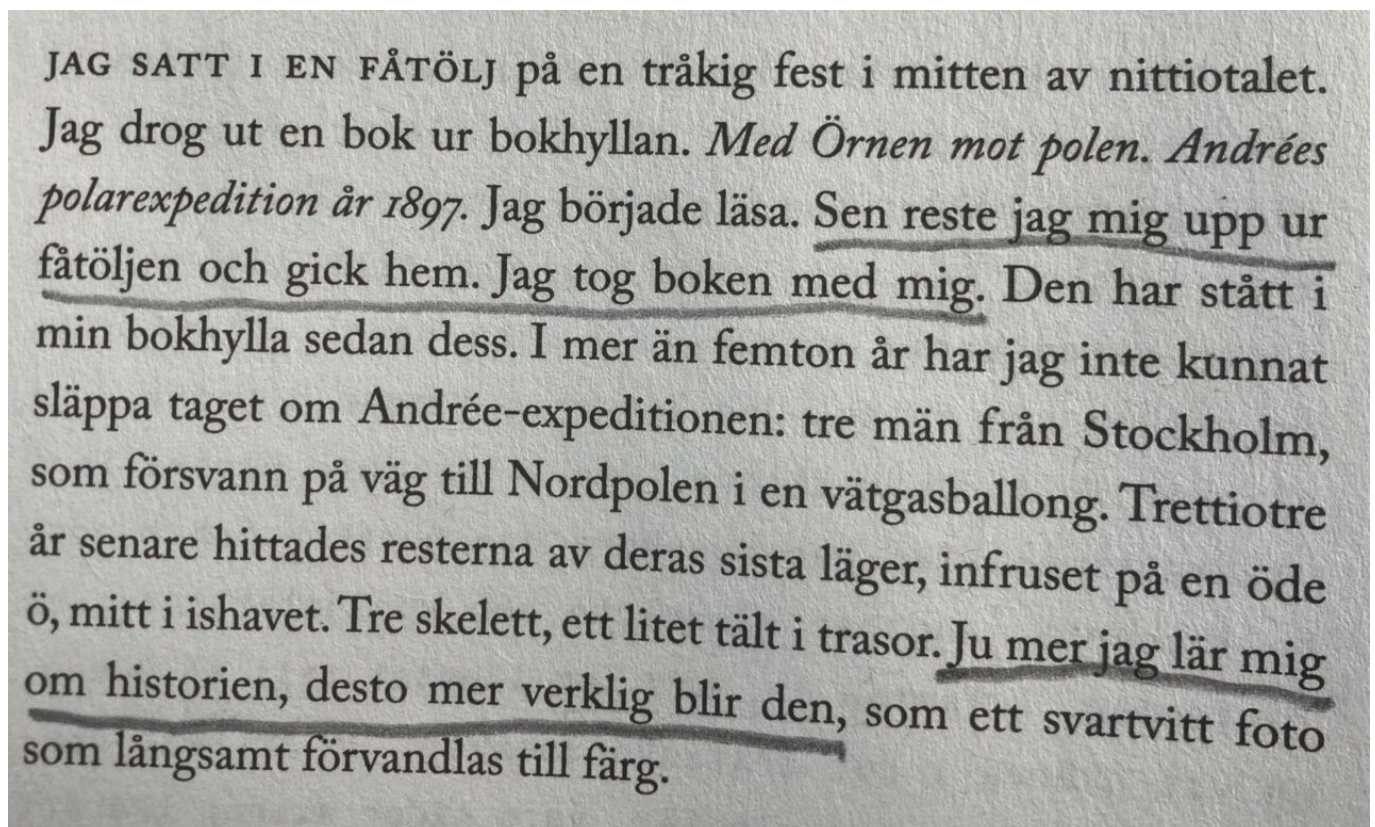 JAG SATT I EN FÅTÖLJ på en tråkig fest i mitten av nittiotalet.
Jag drog ut en bok ur bokhyllan. Med Örnen mot polen. Andrées
polarexpedition år 1897. Jag började läsa. Sen reste jag mig upp ur
fåtöljen och gick hem. Jag tog boken med mig. Den har stått i
min bokhylla sedan dess. I mer än femton år har jag inte kunnat
släppa taget om Andrée-expeditionen: tre män från Stockholm,
som försvann på väg till Nordpolen i en vätgasballong. Trettiotre
år senare hittades resterna av deras sista läger, infruset på en öde
ö, mitt i ishavet. Tre skelett, ett litet tält i trasor. Ju mer jag lär mig
om historien, desto mer verklig blir den, som ett svartvitt foto
som långsamt förvandlas till färg.